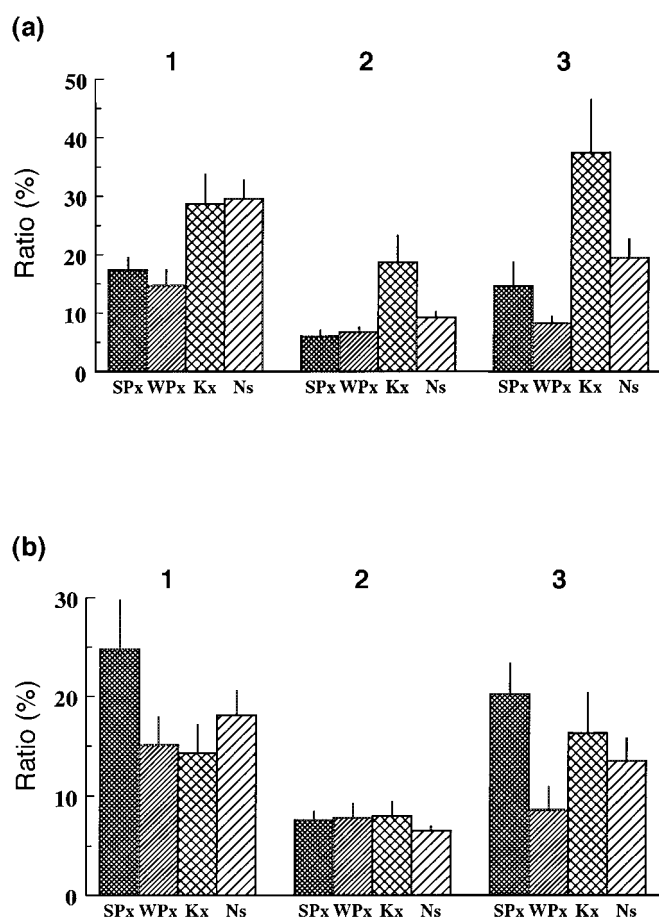 (a)
1 2 3
50
40
30
20
10
0
Ratio (%)
SPx WPx Kx Ns SPx WPx Kx Ns SPx WPx Kx Ns
(b)
1 2 3
30
20
10
0
Ratio (%)
SPx WPx Kx Ns SPx WPx Kx Ns SPx WPx Kx Ns